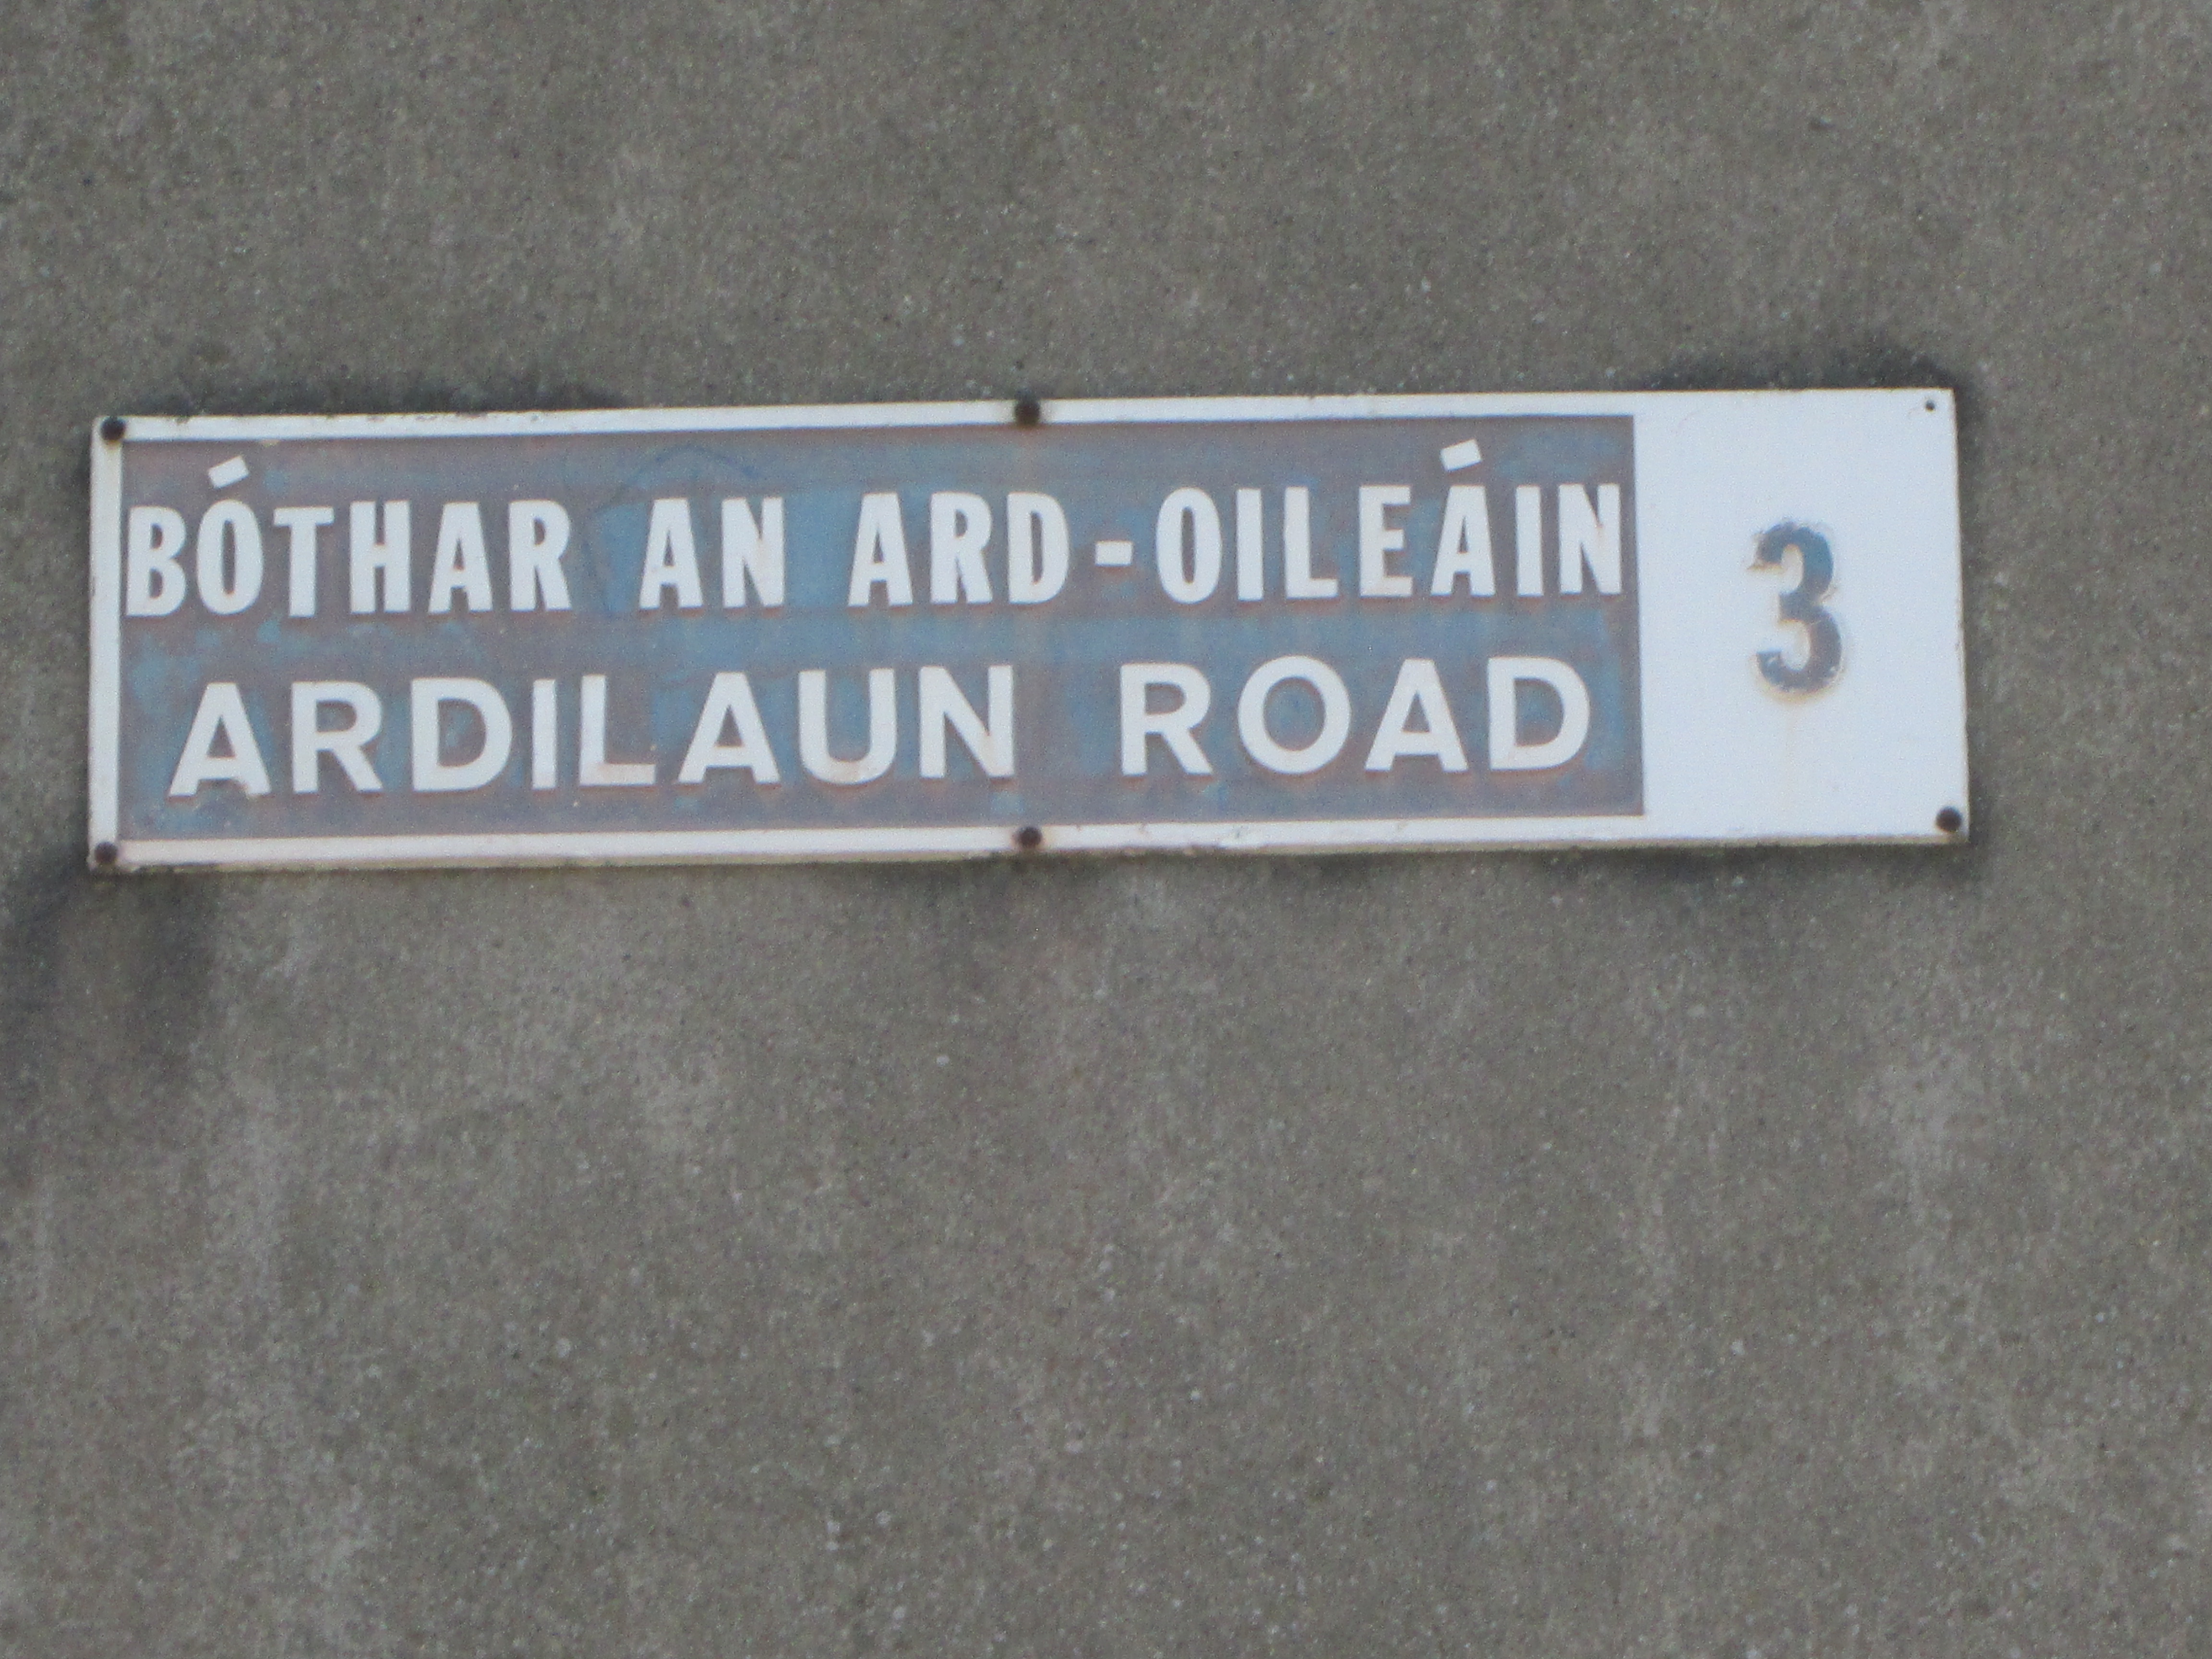 BÓTHAR AN ARD-OILEÁIN
ARDILAUN ROAD
3